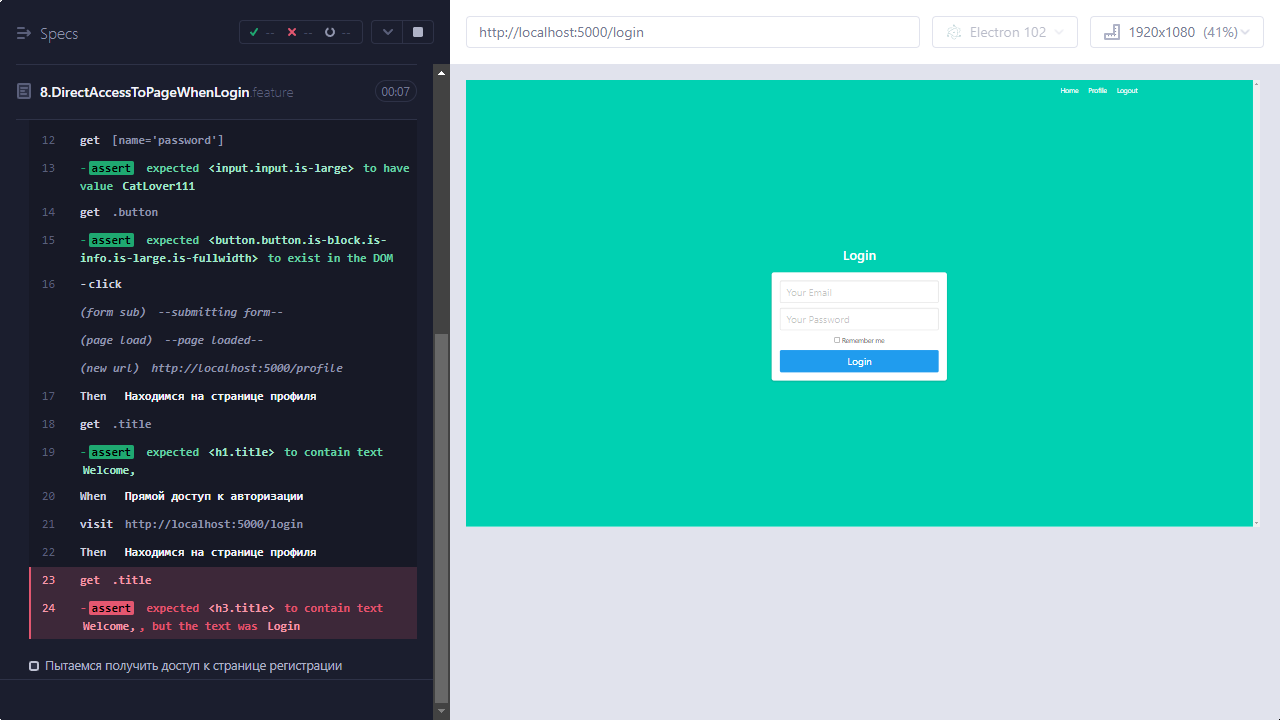 Specs
-- -- --
8.DirectAccessToPageWhenLogin feature
00:07
12 get [name='password']
13 -assert expected <input.input.is-large> to have
value CatLover111
14 get .button
15 -assert expected <button.button.is-block.is-
info.is-large.is-fullwidth> to exist in the DOM
16 -click
(form sub) --submitting form--
(page load) --page loaded--
(new url) http://localhost:5000/profile
17 Then Находимся на странице профиля
18 get .title
19 -assert expected <h1.title> to contain text
Welcome,
20 When Прямой доступ к авторизации
21 visit http://localhost:5000/login
22 Then Находимся на странице профиля
23 get .title
24 -assert expected <h3.title> to contain text
Welcome, , but the text was Login
Пытаемся получить доступ к странице регистрации
http://localhost:5000/login
Electron 102
1920x1080 (41%)
Home Profile Logout
Login
Your Email
Your Password
Remember me
Login